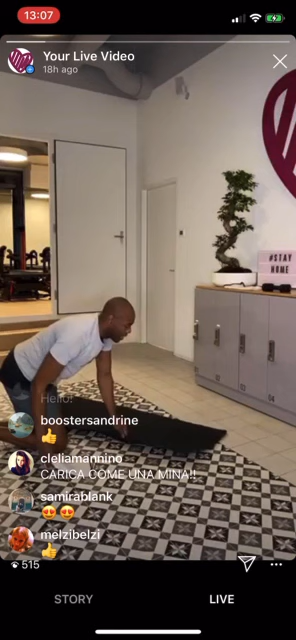 13:07
Your Live Video
18h ago
#STAY
HOME
Hello!
boostersandrine
👍
cleliamannino
CARICA COME UNA MINA!!
samirablank
😍😍
melzibelzi
👍
515
STORY
LIVE